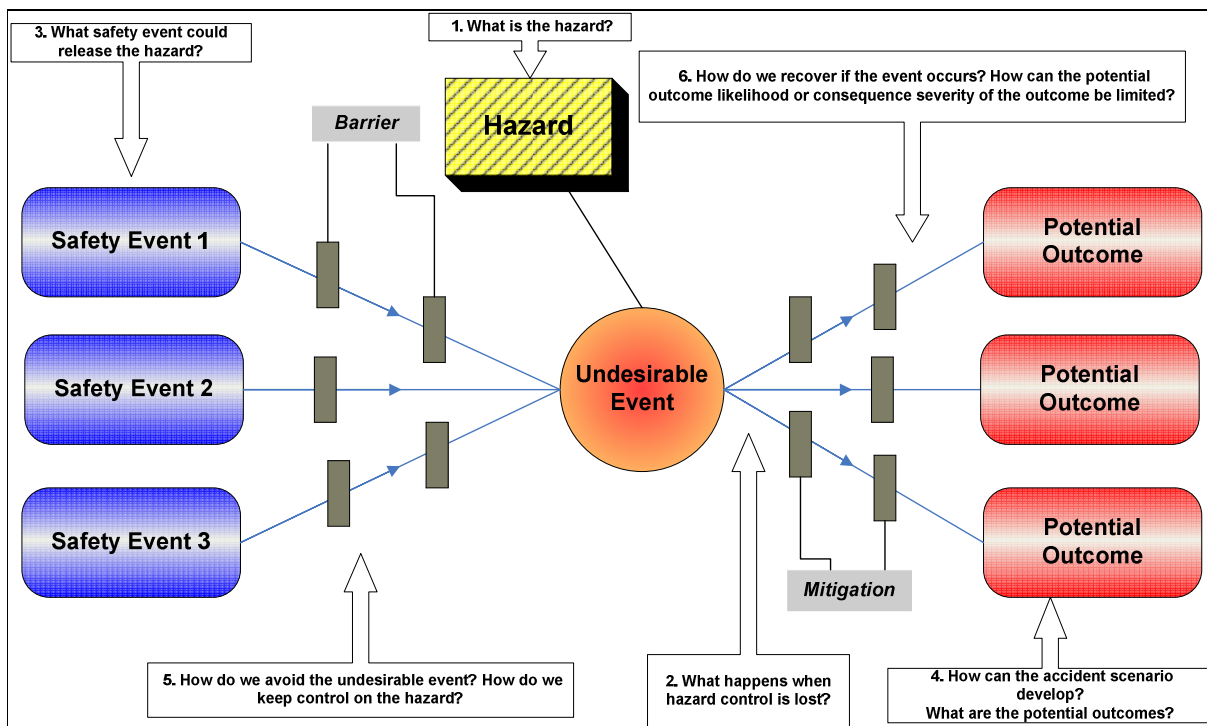 3. What safety event could
release the hazard?
1. What is the hazard?
6. How do we recover if the event occurs? How can the potential
outcome likelihood or consequence severity of the outcome be limited?
Barrier
Hazard
Safety Event 1
Safety Event 2
Safety Event 3
Undesirable
Event
Potential
Outcome
Potential
Outcome
Potential
Outcome
Mitigation
5. How do we avoid the undesirable event? How do we
keep control on the hazard?
2. What happens when
hazard control is lost?
4. How can the accident scenario
develop?
What are the potential outcomes?